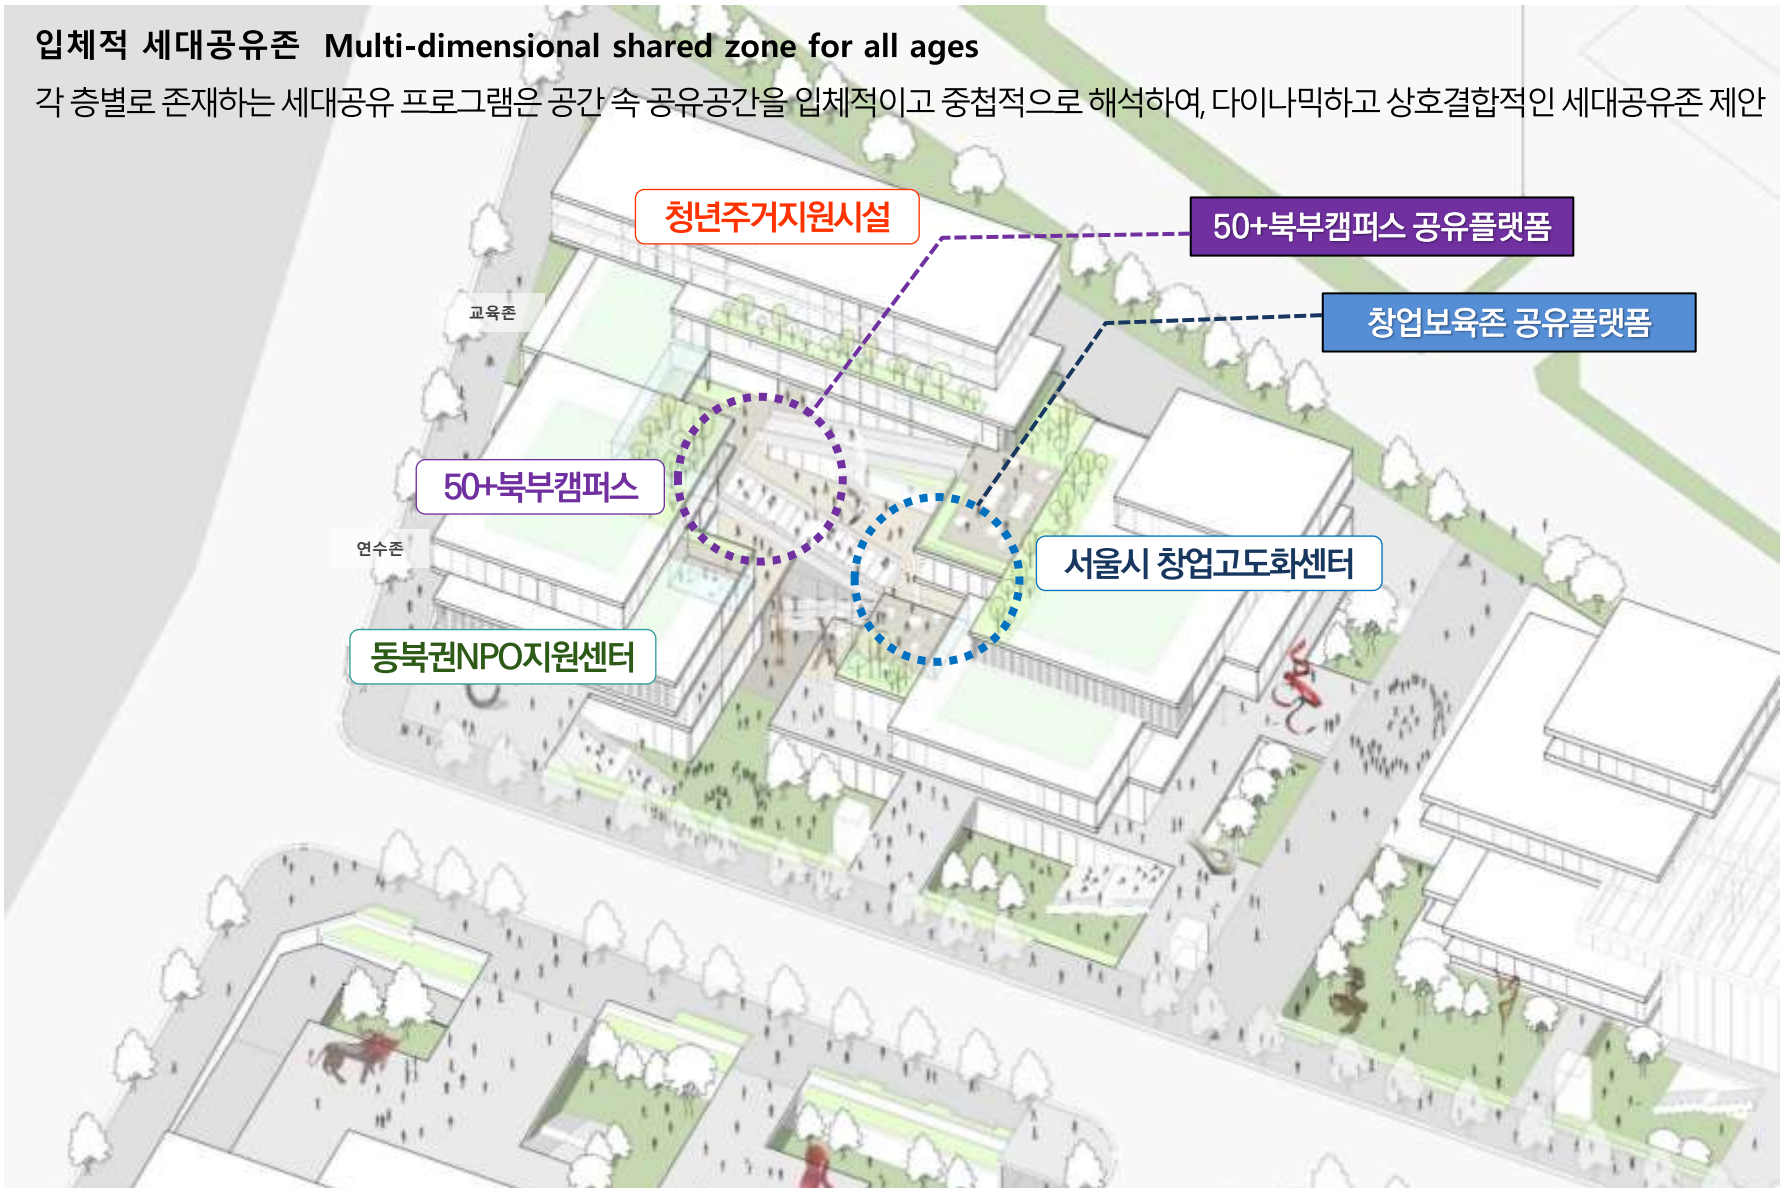 입체적 세대공유존 Multi-dimensional shared zone for all ages
각 층별로 존재하는 세대공유 프로그램은 공간 속 공유공간을 입체적이고 중첩적으로 해석하여, 다이나믹하고 상호결합적인 세대공유존 제안
청년주거지원시설
50+북부캠퍼스 공유플랫폼
교육존
창업보육존 공유플랫폼
50+북부캠퍼스
연수존
서울시 창업고도화센터
동북권NPO지원센터